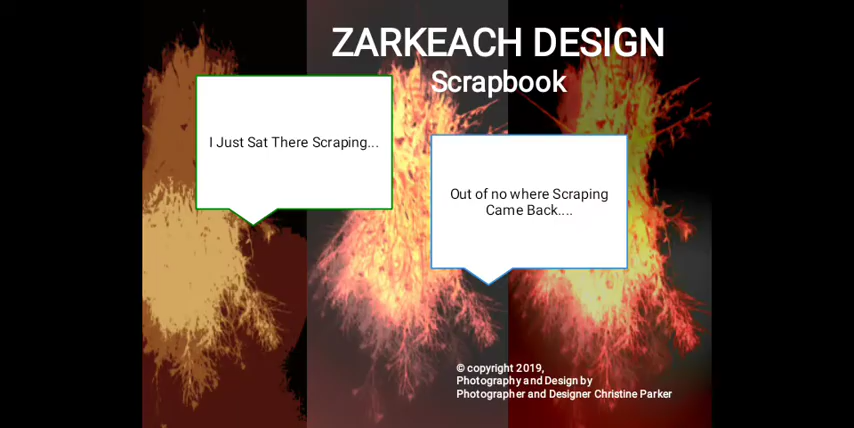 ZARKEACH DESIGN
Scrapbook
I Just Sat There Scraping...
Out of no where Scraping
Came Back....
© copyright 2019,
Photography and Design by
Photographer and Designer Christine Parker